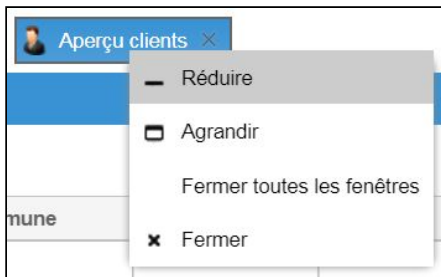 Aperçu clients
Réduire
Agrandir
Fermer toutes les fenêtres
mune
Fermer